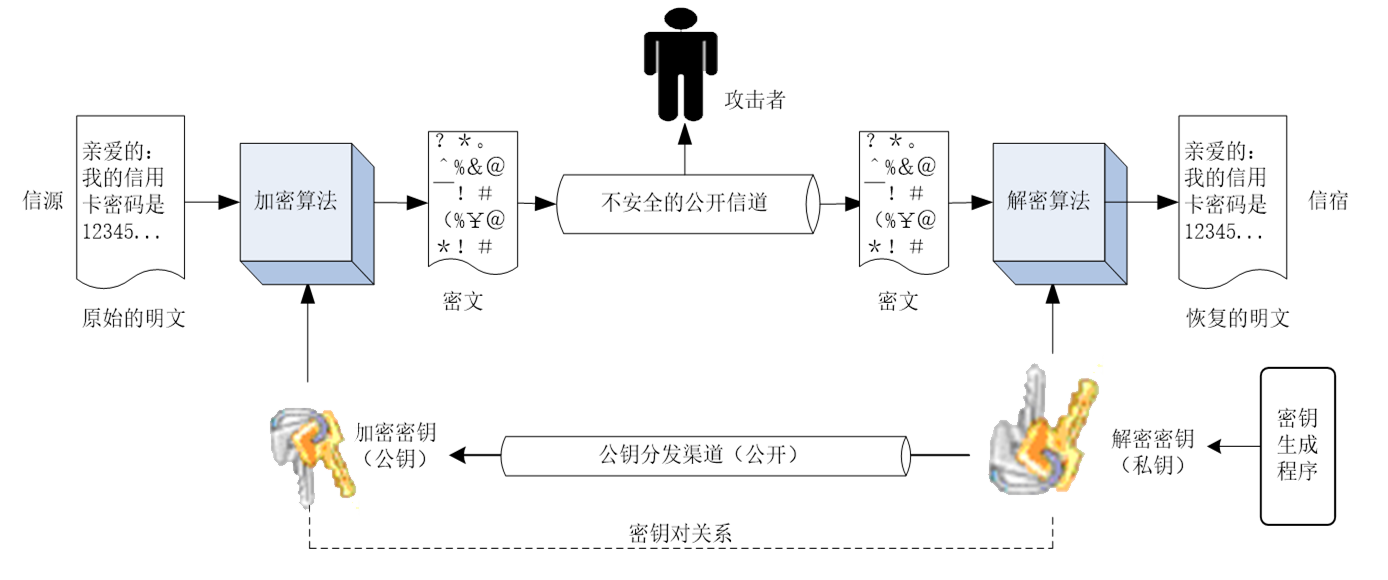 攻击者
信源
亲爱的：
我的信用
卡密码是
12345...
原始的明文
加密算法
? *。
^%&@
—! #
(%¥@
*! #
密文
不安全的公开信道
? *。
^%&@
—! #
(%¥@
*! #
密文
解密算法
亲爱的：
我的信用
卡密码是
12345...
恢复的明文
信宿
加密密钥
（公钥）
公钥分发渠道（公开）
解密密钥
（私钥）
密钥
生成
程序
密钥对关系